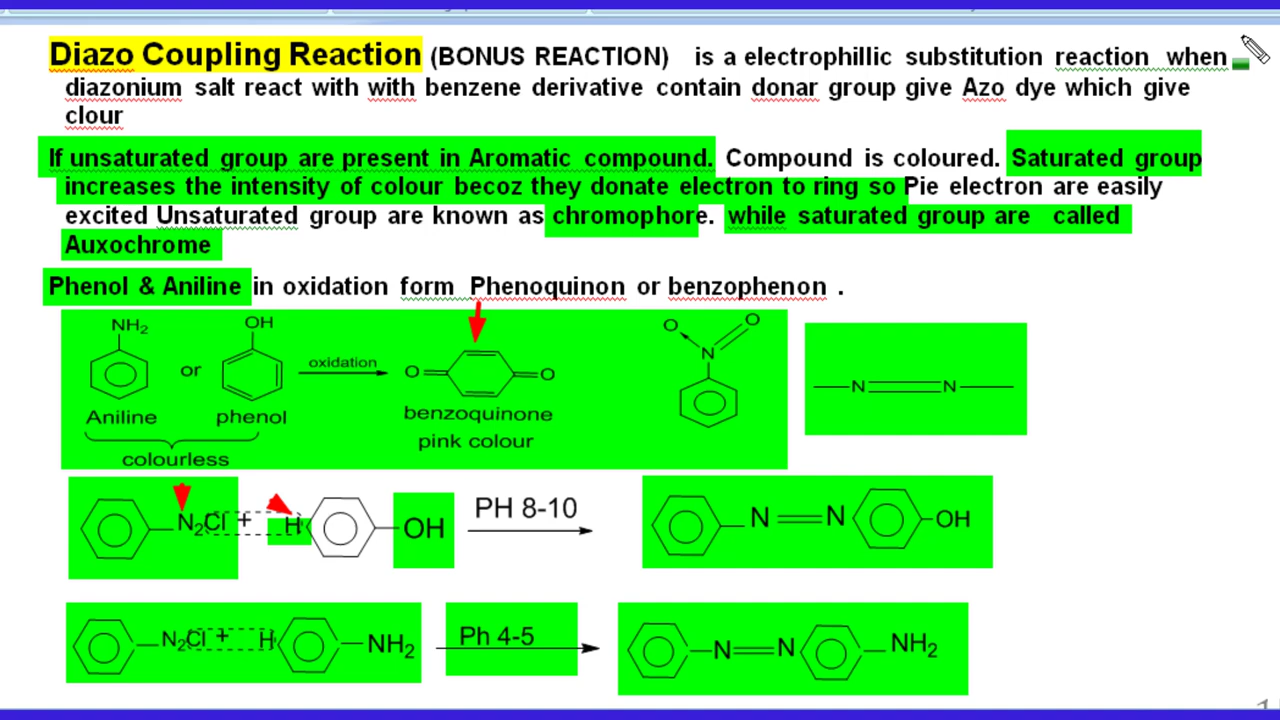 Diazo Coupling Reaction (BONUS REACTION) is a electrophillic substitution reaction when
diazonium salt react with with benzene derivative contain donar group give Azo dye which give
clour
If unsaturated group are present in Aromatic compound. Compound is coloured. Saturated group
increases the intensity of colour becoz they donate electron to ring so Pie electron are easily
excited Unsaturated group are known as chromophore. while saturated group are called
Auxochrome
Phenol & Aniline in oxidation form Phenoquinon or benzophenon .
NH2 OH O O
N
or oxidation O O N N
Aniline phenol benzoquinone
pink colour
colourless
N2Cl + H OH PH 8-10 N N OH
N2Cl + H NH2 Ph 4-5 N N NH2